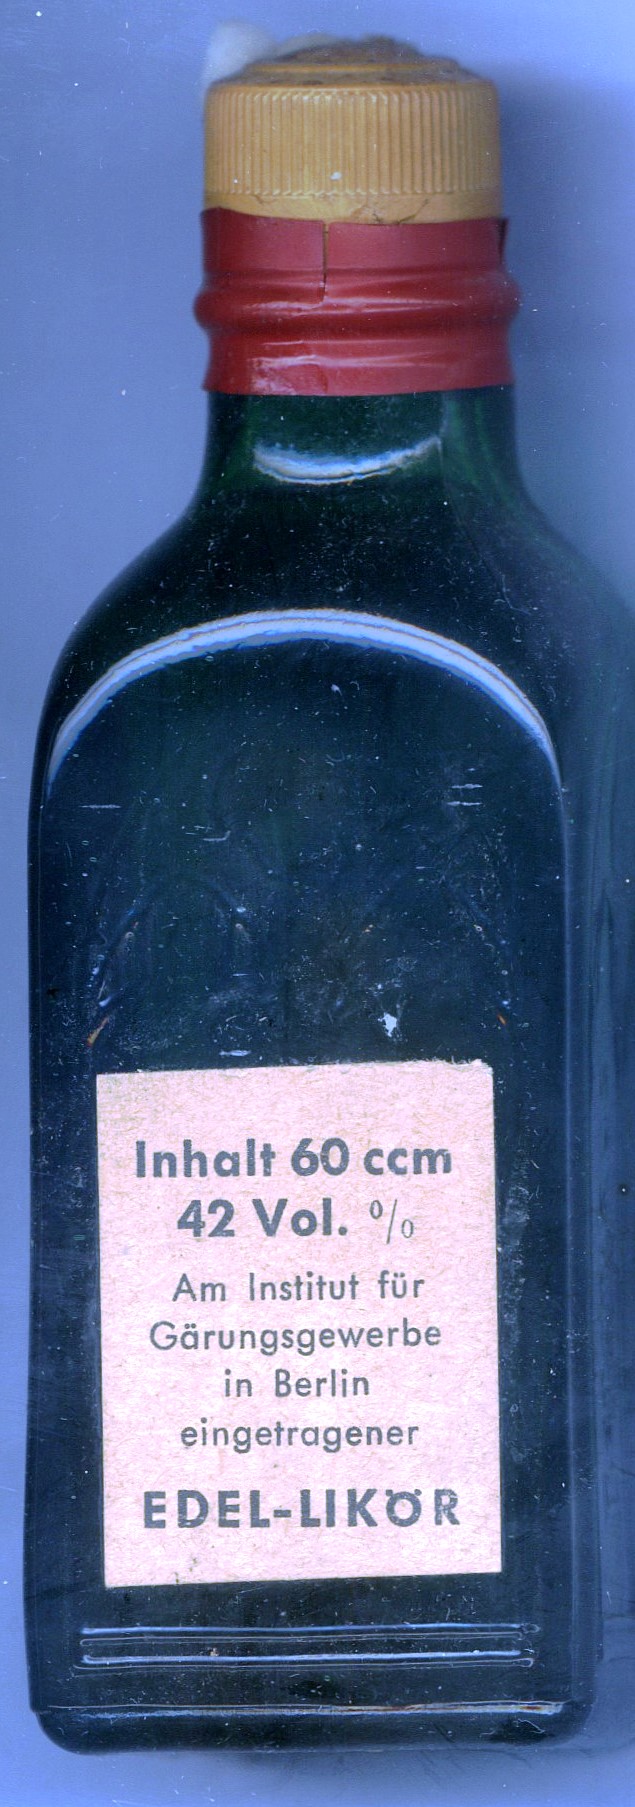 Inhalt 60 ccm
42 Vol. %
Am Institut für
Gärungsgewerbe
in Berlin
eingetragener
EDEL-LIKÖR